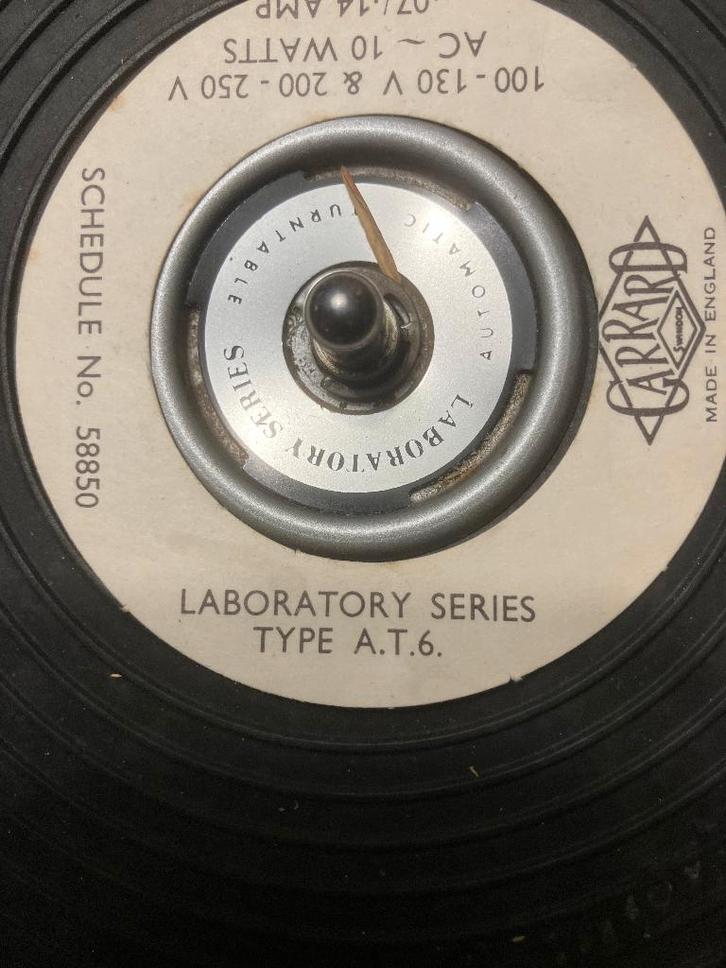 .07/.14 AMP
AC ~ 10 WATTS
100-130 V & 200-250 V
SCHEDULE No. 58850
GARRARD
SWINDON
MADE IN ENGLAND
AUTOMATIC TURNTABLE
LABORATORY SERIES
LABORATORY SERIES
TYPE A.T.6.